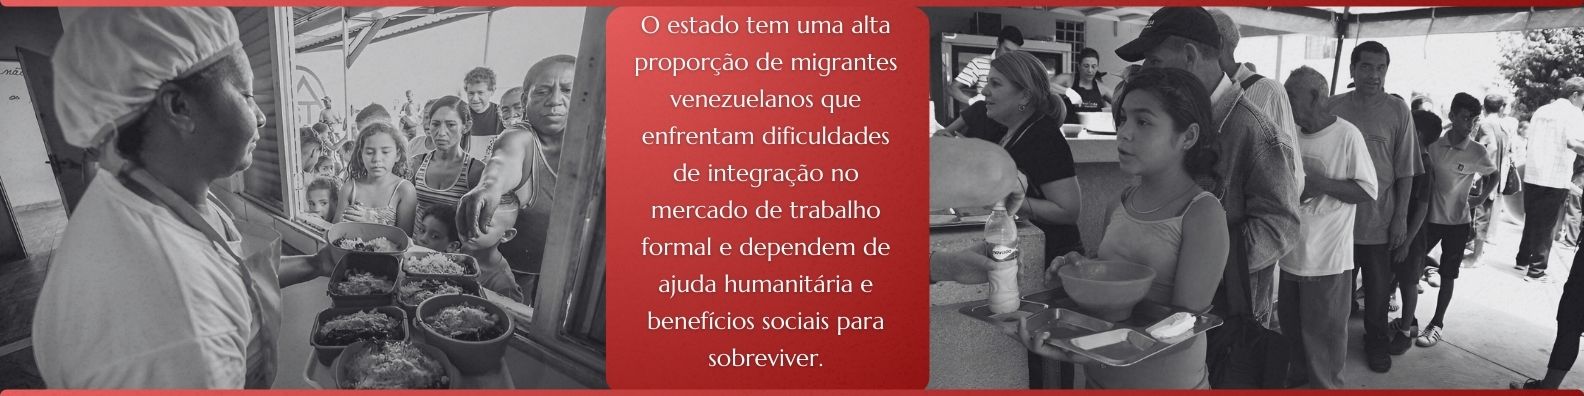 O estado tem uma alta
proporção de migrantes
venezuelanos que
enfrentam dificuldades
de integração no
mercado de trabalho
formal e dependem de
ajuda humanitária e
benefícios sociais para
sobreviver.
não